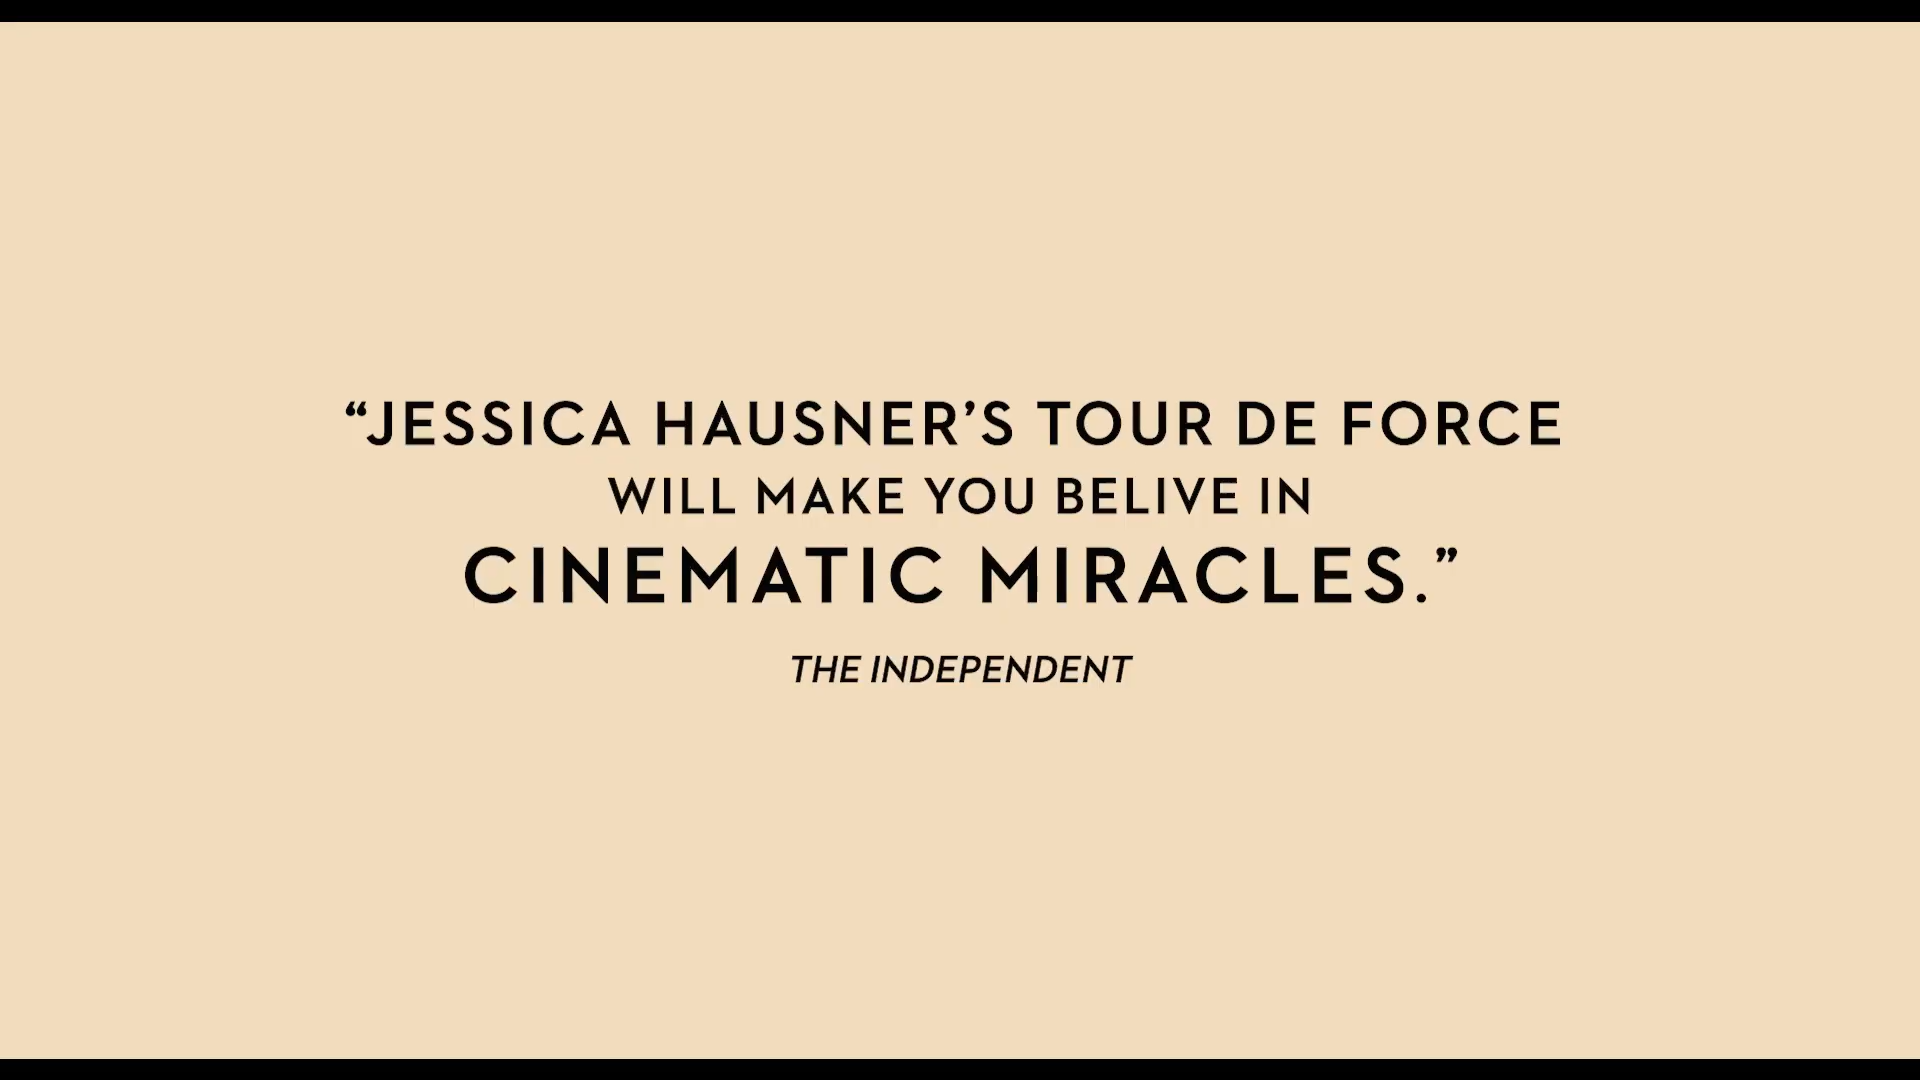 “JESSICA HAUSNER’S TOUR DE FORCE
WILL MAKE YOU BELIVE IN
CINEMATIC MIRACLES.”
THE INDEPENDENT